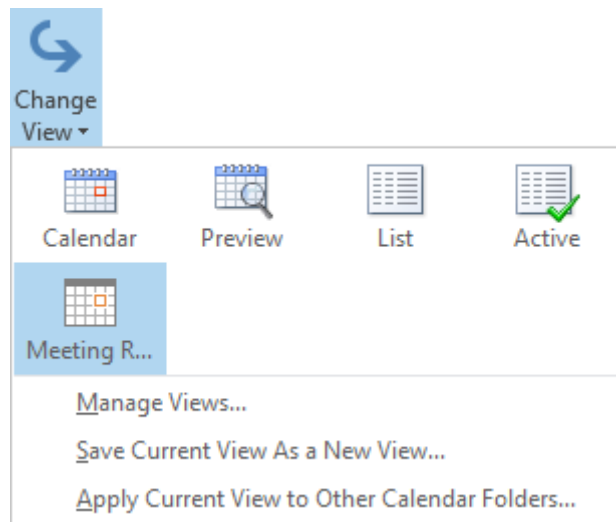 Change
View
Calendar Preview List Active
Meeting R...
Manage Views...
Save Current View As a New View...
Apply Current View to Other Calendar Folders...